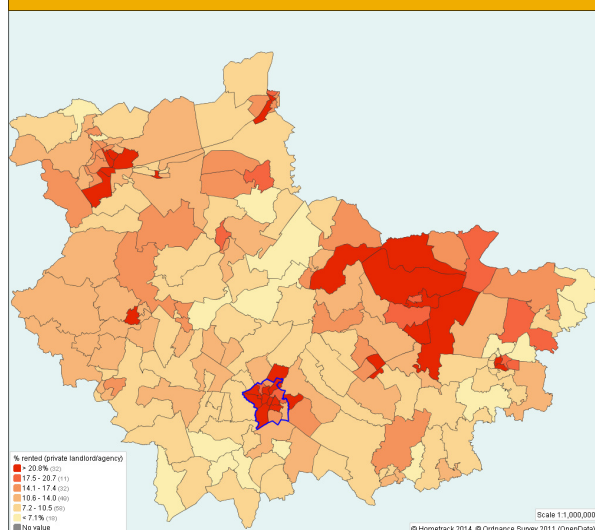 % rented (private landlord/agency)
> 20.8% (32)
17.5 - 20.7 (11)
14.1 - 17.4 (32)
10.6 - 14.0 (49)
7.2 - 10.5 (58)
< 7.1% (18)
No value
Scale 1:1,000,000
© Hometrack 2014, © Ordnance Survey 2011 (OpenData)